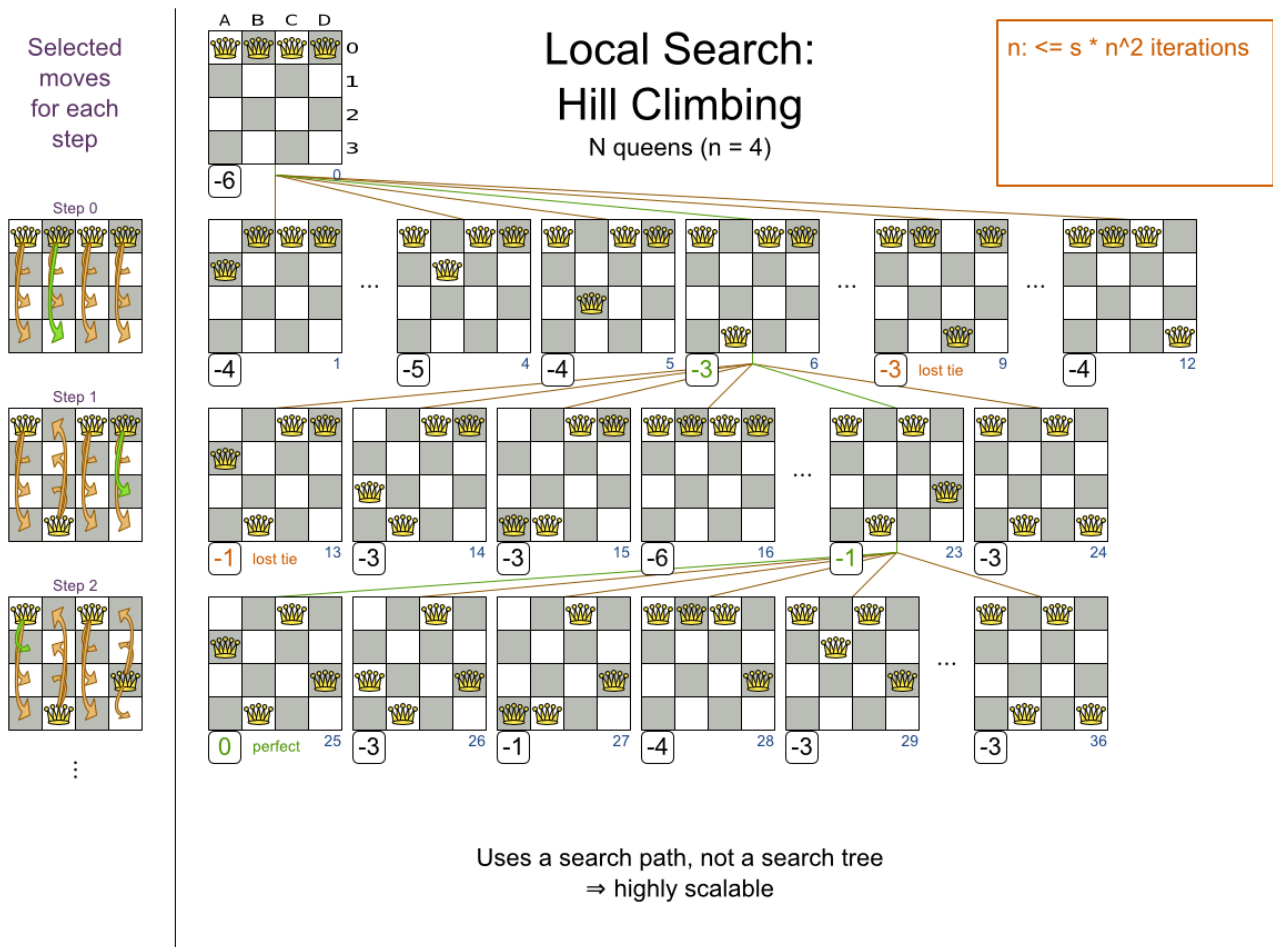 Selected
moves
for each
step
A B C D
0
1
2
3
-6
0
Local Search:
Hill Climbing
N queens (n = 4)
n: <= s * n^2 iterations
Step 0
-4 1
...
-5 4
-4 5
-3 6
...
-3 lost tie 9
...
-4 12
Step 1
-1 lost tie 13
-3 14
-3 15
-6 16
...
-1 23
-3 24
Step 2
0 perfect 25
-3 26
-1 27
-4 28
-3 29
...
-3 36
⋮
Uses a search path, not a search tree
⇒ highly scalable